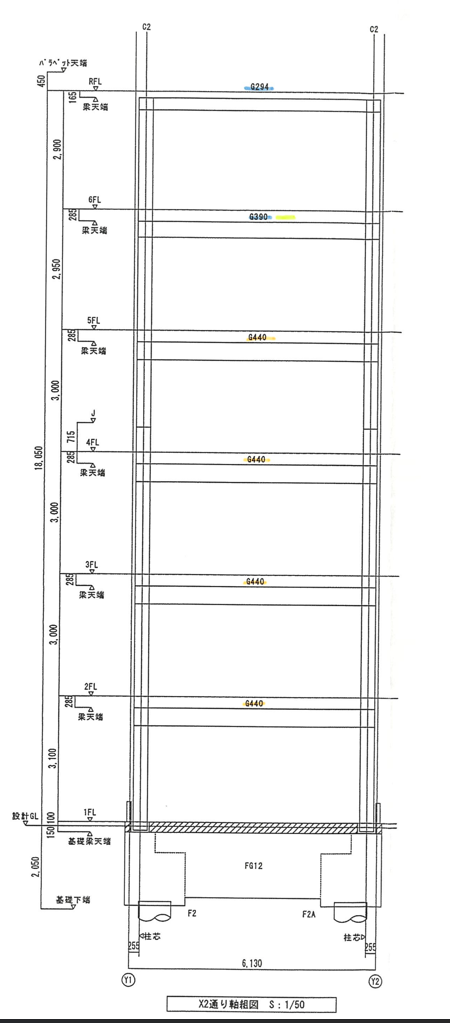 C2
C2
パラペット天端
450
RFL
G294
165
梁天端
2,900
6FL
G390
285
梁天端
2,950
5FL
G440
285
梁天端
3,000
J
715
4FL
G440
285
梁天端
18,050
3,000
3FL
G440
285
梁天端
3,000
2FL
G440
285
梁天端
3,100
設計GL
1FL
100
150
基礎梁天端
FG12
2,050
基礎下端
F2
F2A
柱芯
柱芯
255
255
6,130
Y1
Y2
X2通り軸組図 S:1/50